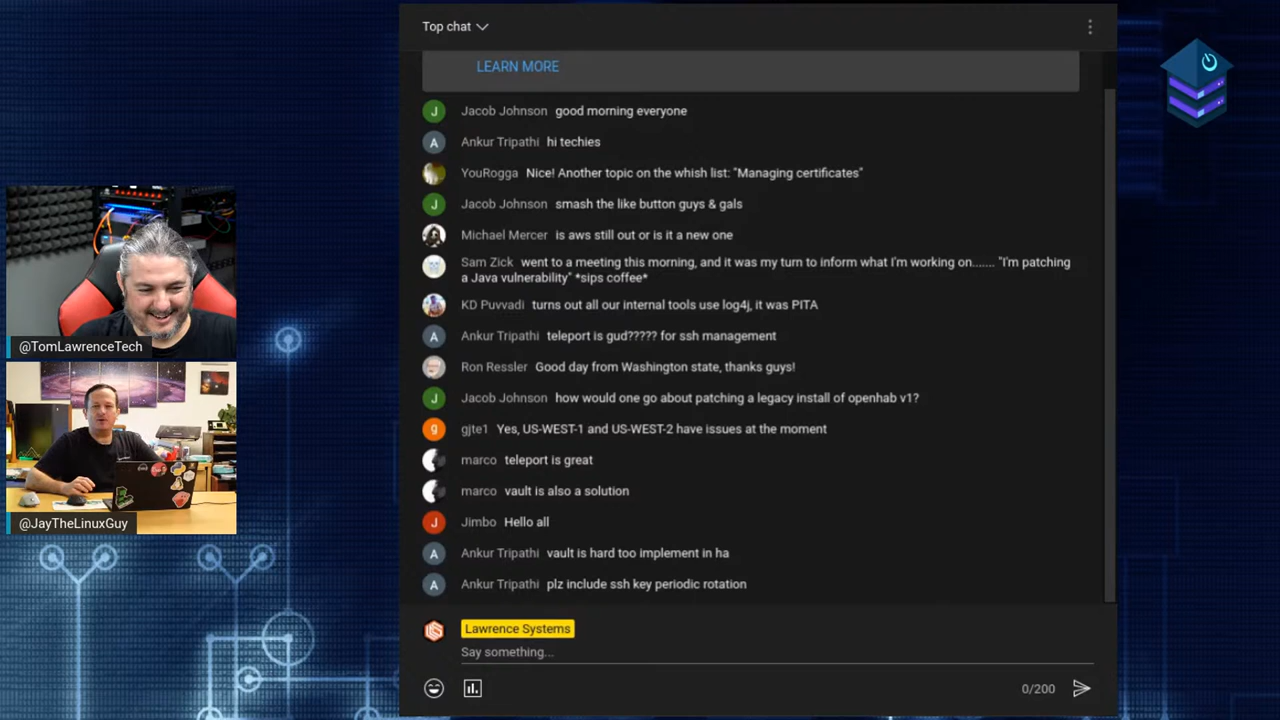 Top chat
LEARN MORE
Jacob Johnson good morning everyone
Ankur Tripathi hi techies
YouRogga Nice! Another topic on the whish list: "Managing certificates"
Jacob Johnson smash the like button guys & gals
Michael Mercer is aws still out or is it a new one
Sam Zick went to a meeting this morning, and it was my turn to inform what I'm working on....... "I'm patching
a Java vulnerability" *sips coffee*
KD Puvvadi turns out all our internal tools use log4j, it was PITA
Ankur Tripathi teleport is gud????? for ssh management
Ron Ressler Good day from Washington state, thanks guys!
Jacob Johnson how would one go about patching a legacy install of openhab v1?
gjte1 Yes, US-WEST-1 and US-WEST-2 have issues at the moment
marco teleport is great
marco vault is also a solution
Jimbo Hello all
Ankur Tripathi vault is hard too implement in ha
Ankur Tripathi plz include ssh key periodic rotation
Lawrence Systems
Say something...
0/200
@TomLawrenceTech
@JayTheLinuxGuy